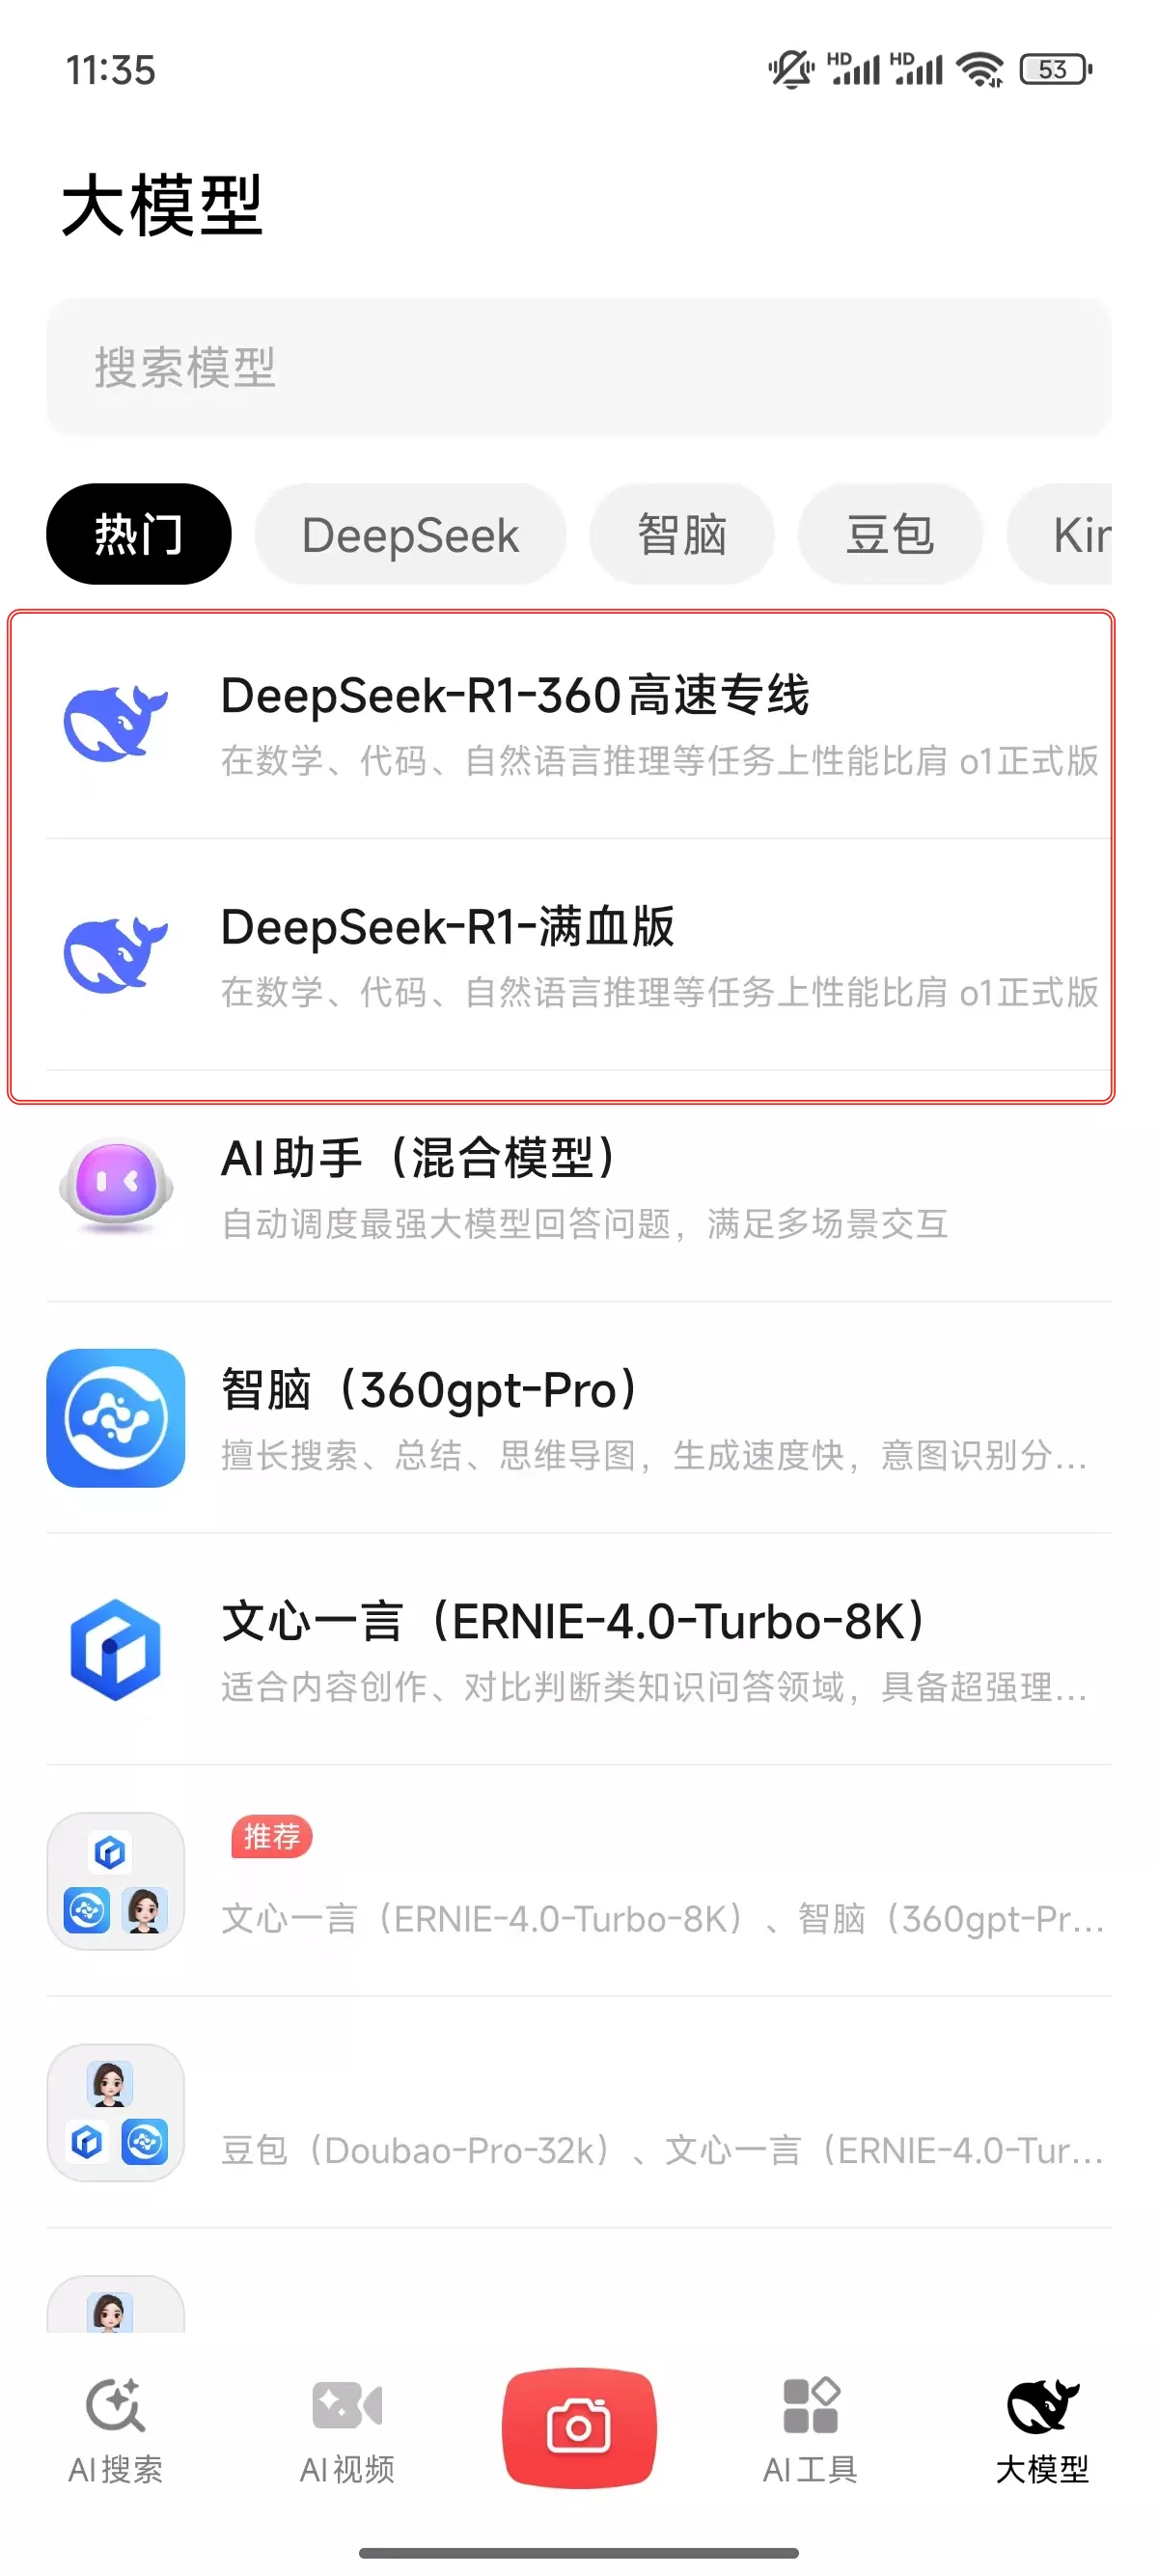 11:35
HD HD 53
大模型
搜索模型
热门 DeepSeek 智脑 豆包 Kir
DeepSeek-R1-360高速专线
在数学、代码、自然语言推理等任务上性能比肩 o1正式版
DeepSeek-R1-满血版
在数学、代码、自然语言推理等任务上性能比肩 o1正式版
AI助手（混合模型）
自动调度最强大模型回答问题，满足多场景交互
智脑（360gpt-Pro）
擅长搜索、总结、思维导图，生成速度快，意图识别分...
文心一言（ERNIE-4.0-Turbo-8K）
适合内容创作、对比判断类知识问答领域，具备超强理...
推荐
文心一言（ERNIE-4.0-Turbo-8K）、智脑（360gpt-Pr...
豆包（Doubao-Pro-32k）、文心一言（ERNIE-4.0-Tur...
AI搜索 AI视频 AI工具 大模型